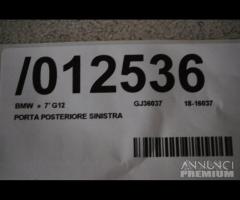 /012536
BMW » 7' G12 GJ36037 18-16037
PORTA POSTERIORE SINISTRA
ANNUNCI
PREMIUM